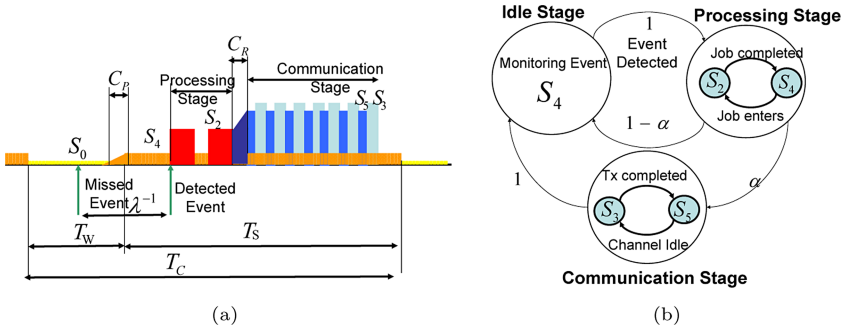 C_P
C_R
Communication Stage
Processing Stage
S_5 S_3
S_2
S_4
S_0
Missed Event
λ^{-1}
Detected Event
T_W
T_S
T_C
(a)
Idle Stage
Processing Stage
1
Event Detected
Monitoring Event
S_4
Job completed
S_2
S_4
Job enters
1 − α
1
α
Tx completed
S_3
S_5
Channel Idle
Communication Stage
(b)